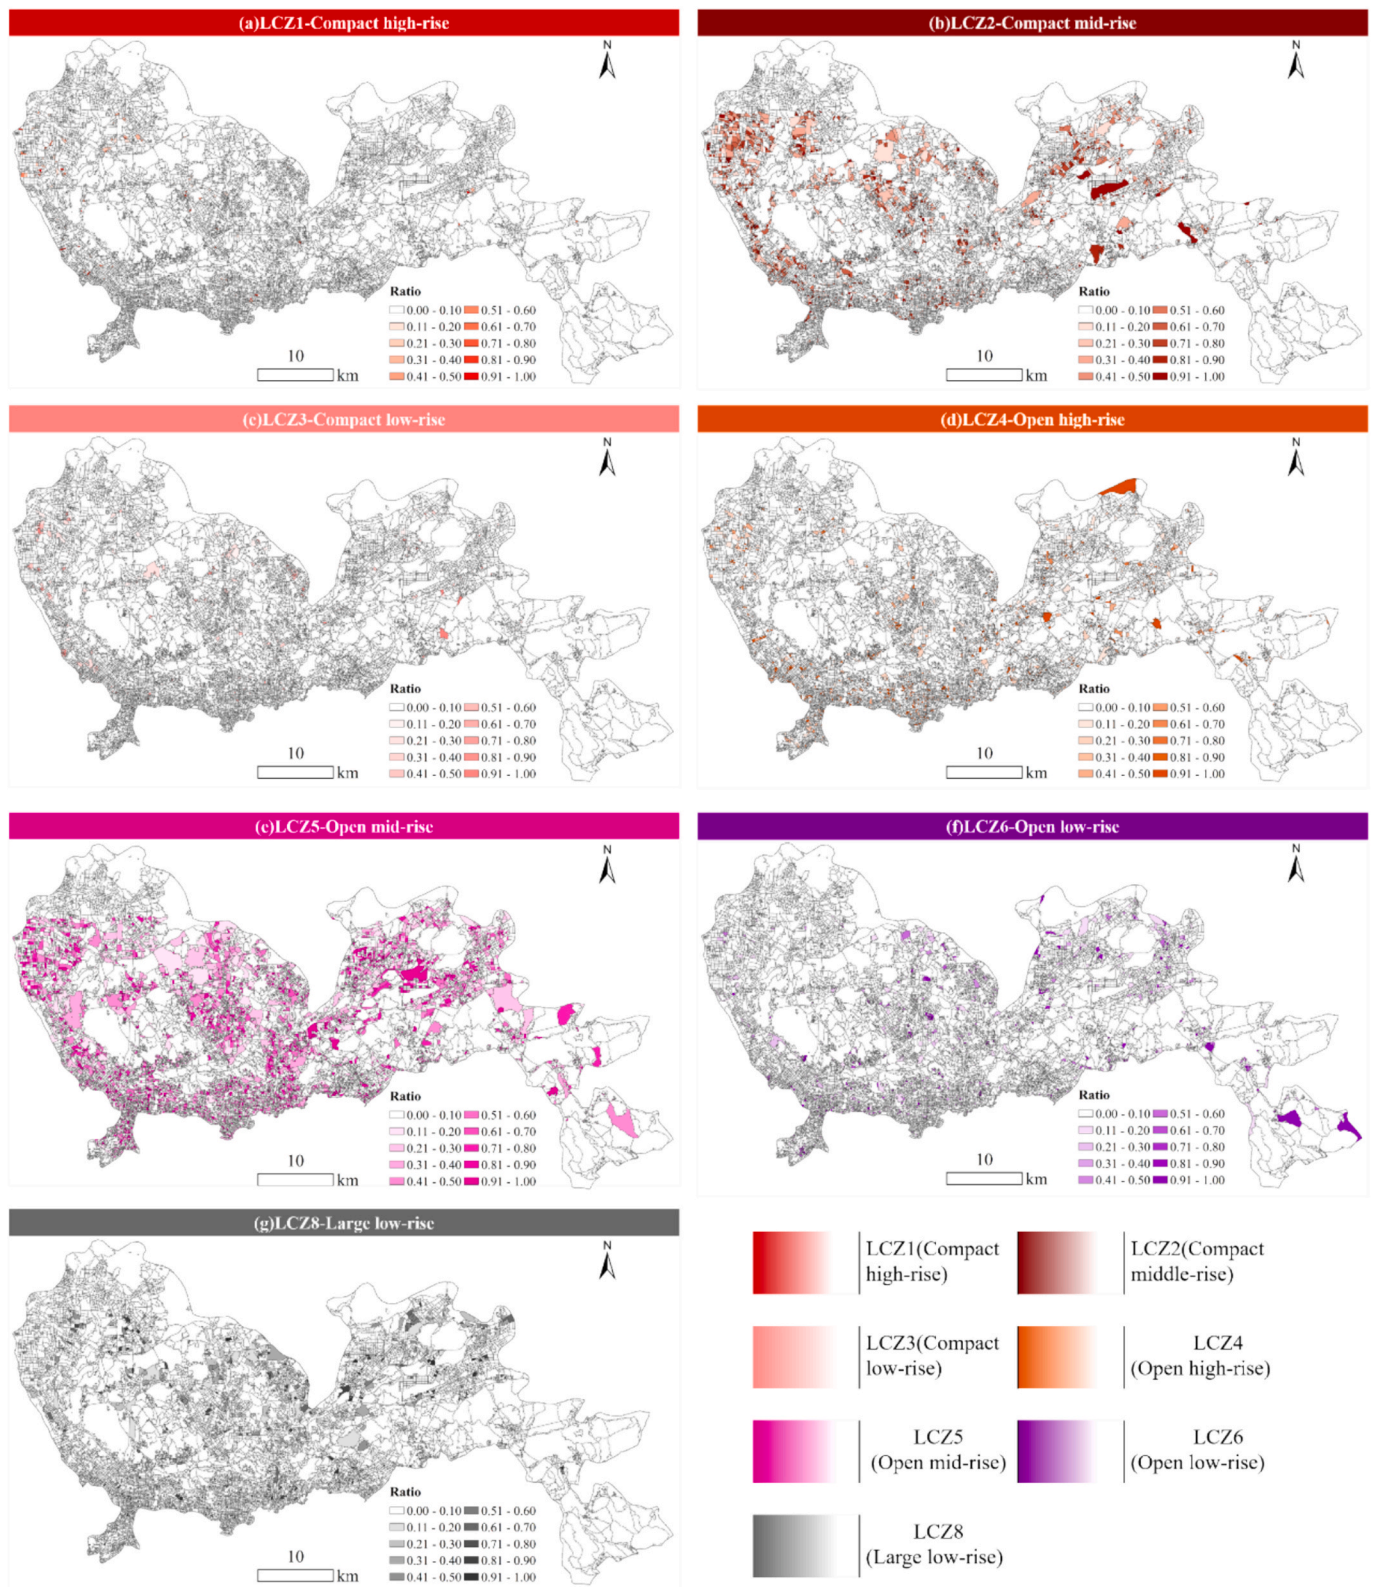 (a)LCZ1-Compact high-rise
N
Ratio
0.00 - 0.10 0.51 - 0.60
0.11 - 0.20 0.61 - 0.70
0.21 - 0.30 0.71 - 0.80
0.31 - 0.40 0.81 - 0.90
0.41 - 0.50 0.91 - 1.00
10
km
(b)LCZ2-Compact mid-rise
N
Ratio
0.00 - 0.10 0.51 - 0.60
0.11 - 0.20 0.61 - 0.70
0.21 - 0.30 0.71 - 0.80
0.31 - 0.40 0.81 - 0.90
0.41 - 0.50 0.91 - 1.00
10
km
(c)LCZ3-Compact low-rise
N
Ratio
0.00 - 0.10 0.51 - 0.60
0.11 - 0.20 0.61 - 0.70
0.21 - 0.30 0.71 - 0.80
0.31 - 0.40 0.81 - 0.90
0.41 - 0.50 0.91 - 1.00
10
km
(d)LCZ4-Open high-rise
N
Ratio
0.00 - 0.10 0.51 - 0.60
0.11 - 0.20 0.61 - 0.70
0.21 - 0.30 0.71 - 0.80
0.31 - 0.40 0.81 - 0.90
0.41 - 0.50 0.91 - 1.00
10
km
(e)LCZ5-Open mid-rise
N
Ratio
0.00 - 0.10 0.51 - 0.60
0.11 - 0.20 0.61 - 0.70
0.21 - 0.30 0.71 - 0.80
0.31 - 0.40 0.81 - 0.90
0.41 - 0.50 0.91 - 1.00
10
km
(f)LCZ6-Open low-rise
N
Ratio
0.00 - 0.10 0.51 - 0.60
0.11 - 0.20 0.61 - 0.70
0.21 - 0.30 0.71 - 0.80
0.31 - 0.40 0.81 - 0.90
0.41 - 0.50 0.91 - 1.00
10
km
(g)LCZ8-Large low-rise
N
Ratio
0.00 - 0.10 0.51 - 0.60
0.11 - 0.20 0.61 - 0.70
0.21 - 0.30 0.71 - 0.80
0.31 - 0.40 0.81 - 0.90
0.41 - 0.50 0.91 - 1.00
10
km
LCZ1(Compact
high-rise)
LCZ2(Compact
middle-rise)
LCZ3(Compact
low-rise)
LCZ4
(Open high-rise)
LCZ5
(Open mid-rise)
LCZ6
(Open low-rise)
LCZ8
(Large low-rise)